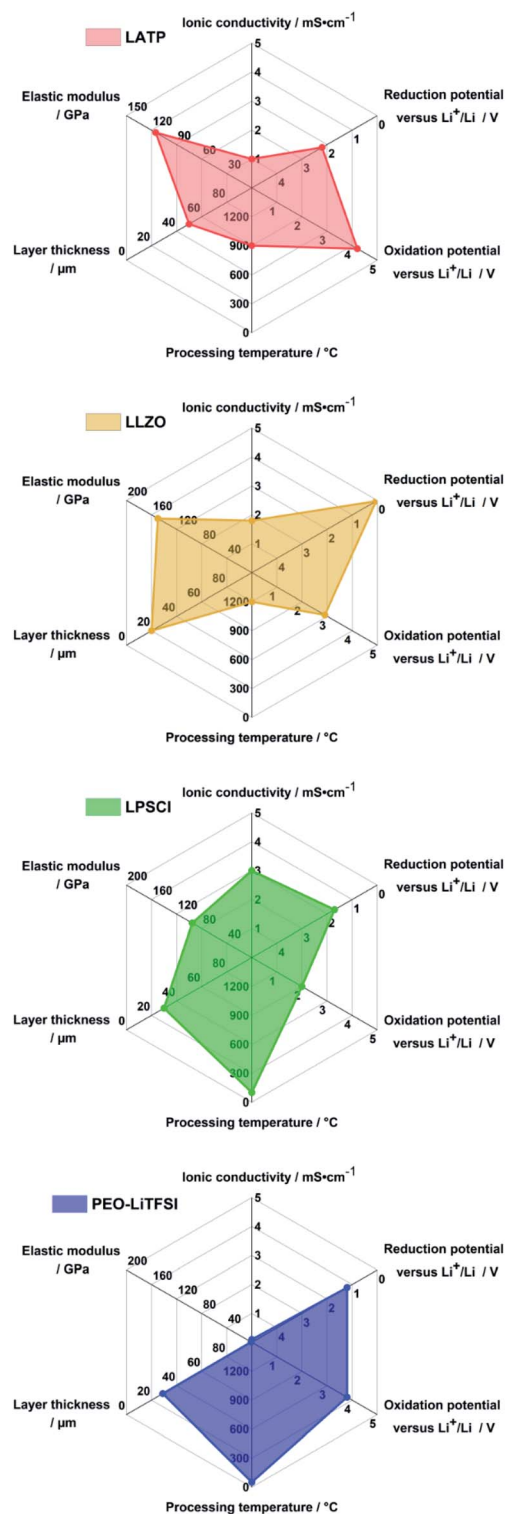 Ionic conductivity / mS•cm⁻¹
LATP
5
4
3
2
1
Elastic modulus
/ GPa
150
120
90
60
30
Reduction potential
versus Li⁺/Li / V
0
1
2
3
4
80
60
40
20
0
Layer thickness
/ µm
1
2
3
4
5
Oxidation potential
versus Li⁺/Li / V
1200
900
600
300
0
Processing temperature / °C
Ionic conductivity / mS•cm⁻¹
LLZO
5
4
3
2
1
Elastic modulus
/ GPa
200
160
120
80
40
Reduction potential
versus Li⁺/Li / V
0
1
2
3
4
80
60
40
20
0
Layer thickness
/ µm
1
2
3
4
5
Oxidation potential
versus Li⁺/Li / V
1200
900
600
300
0
Processing temperature / °C
Ionic conductivity / mS•cm⁻¹
LPSCl
5
4
3
2
1
Elastic modulus
/ GPa
200
160
120
80
40
Reduction potential
versus Li⁺/Li / V
0
1
2
3
4
80
60
40
20
0
Layer thickness
/ µm
1
2
3
4
5
Oxidation potential
versus Li⁺/Li / V
1200
900
600
300
0
Processing temperature / °C
Ionic conductivity / mS•cm⁻¹
PEO-LiTFSI
5
4
3
2
1
Elastic modulus
/ GPa
200
160
120
80
40
Reduction potential
versus Li⁺/Li / V
0
1
2
3
4
80
60
40
20
0
Layer thickness
/ µm
1
2
3
4
5
Oxidation potential
versus Li⁺/Li / V
1200
900
600
300
0
Processing temperature / °C